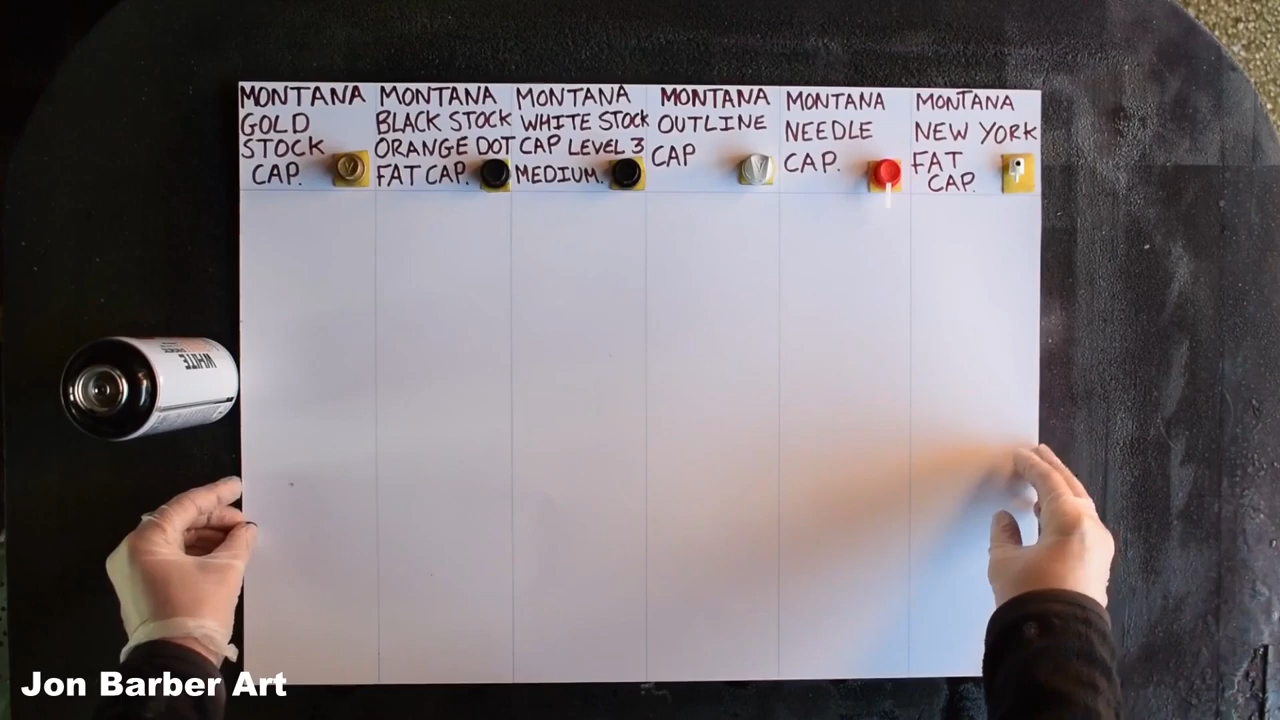 MONTANA
GOLD
STOCK
CAP.
MONTANA
BLACK STOCK
ORANGE DOT
FAT CAP.
MONTANA
WHITE STOCK
CAP LEVEL 3
MEDIUM.
MONTANA
OUTLINE
CAP
MONTANA
NEEDLE
CAP.
MONTANA
NEW YORK
FAT
CAP.
WHITE
Jon Barber Art